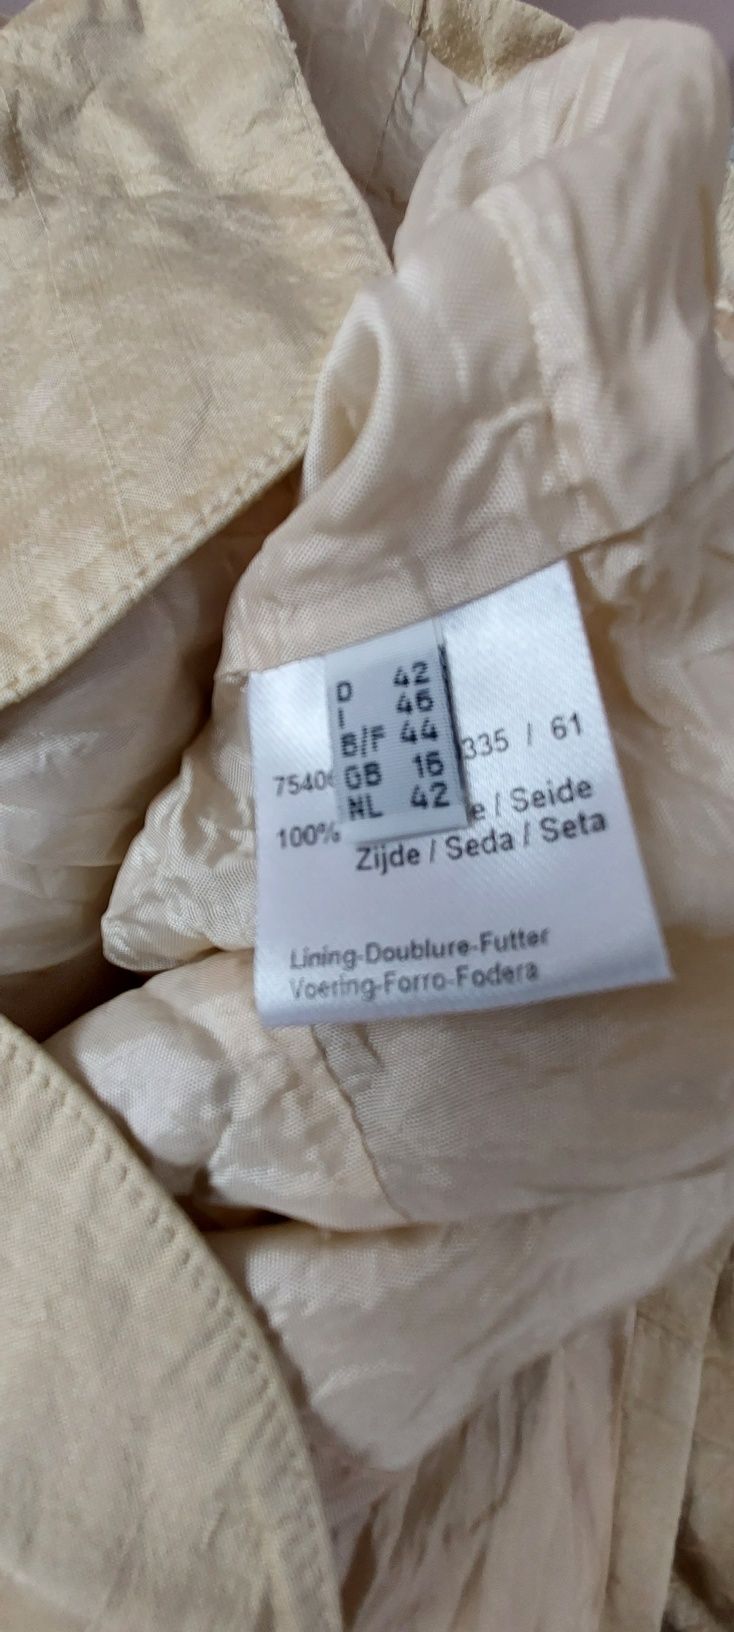 D 42
I 46
B/F 44
GB 16
NL 42
7540 335 / 61
100% e / Seide
Zijde / Seda / Seta
Lining-Doublure-Futter
Voering-Forro-Fodera